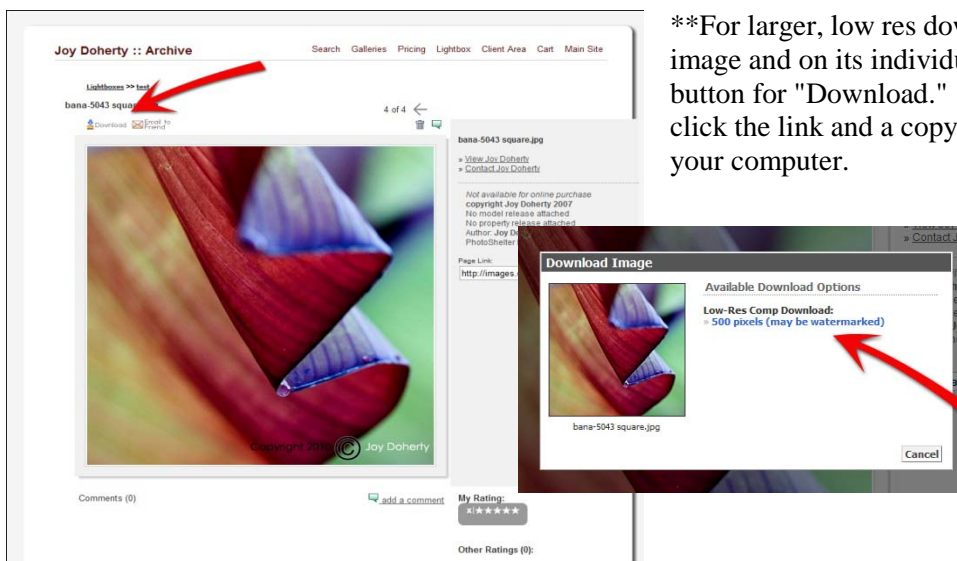 **For larger, low res
image and on its
button for "Download."
click the link and a copy
your computer.
Joy Doherty :: Archive
Search Galleries Pricing Lightbox Client Area Cart Main Site
Lightboxes >> test
bana-5043
4 of 4
Download
Email to
Friend
bana-5043 square.jpg
» View Joy Doherty
» Contact Joy Doherty
Not available for online purchase
copyright Joy Doherty 2007
No model release attached
No property release attached
Author: Joy
PhotoShelter
Page Link:
http://images.
Copyright 2010 © Joy Doherty
Comments (0)
add a comment
My Rating:
x
Other Ratings (0):
» Contact
Download Image
Available Download Options
Low-Res Comp Download:
» 500 pixels (may be watermarked)
bana-5043 square.jpg
Cancel